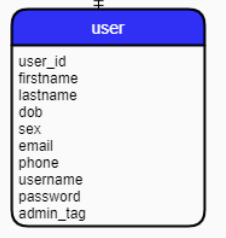 user
user_id
firstname
lastname
dob
sex
email
phone
username
password
admin_tag